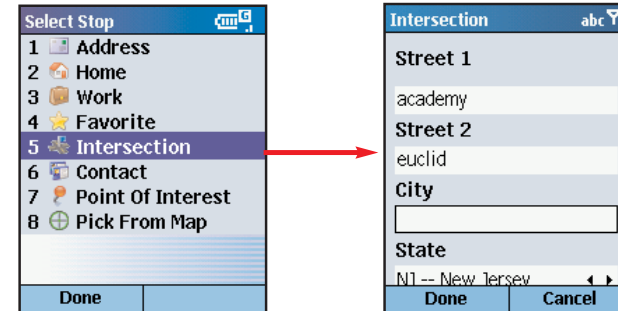 Select Stop G
1 Address
2 Home
3 Work
4 Favorite
5 Intersection
6 Contact
7 Point Of Interest
8 Pick From Map
Done
Intersection abc
Street 1
academy
Street 2
euclid
City
State
NJ -- New Jersey
Done Cancel